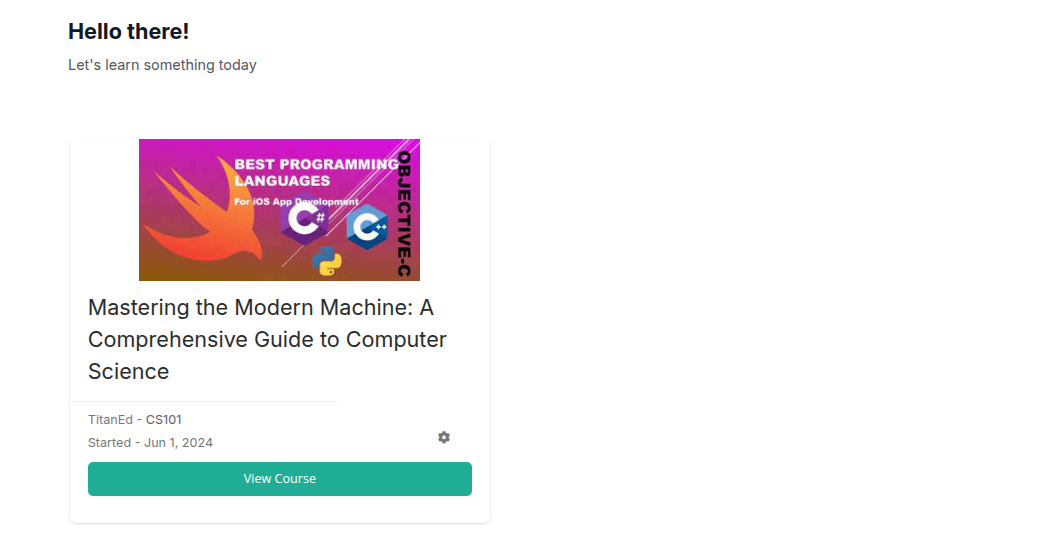 Hello there!
Let's learn something today
BEST PROGRAMMING
LANGUAGES
For iOS App Development
OBJECTIVE-C
C#
C++
Mastering the Modern Machine: A
Comprehensive Guide to Computer
Science
TitanEd - CS101
Started - Jun 1, 2024
View Course